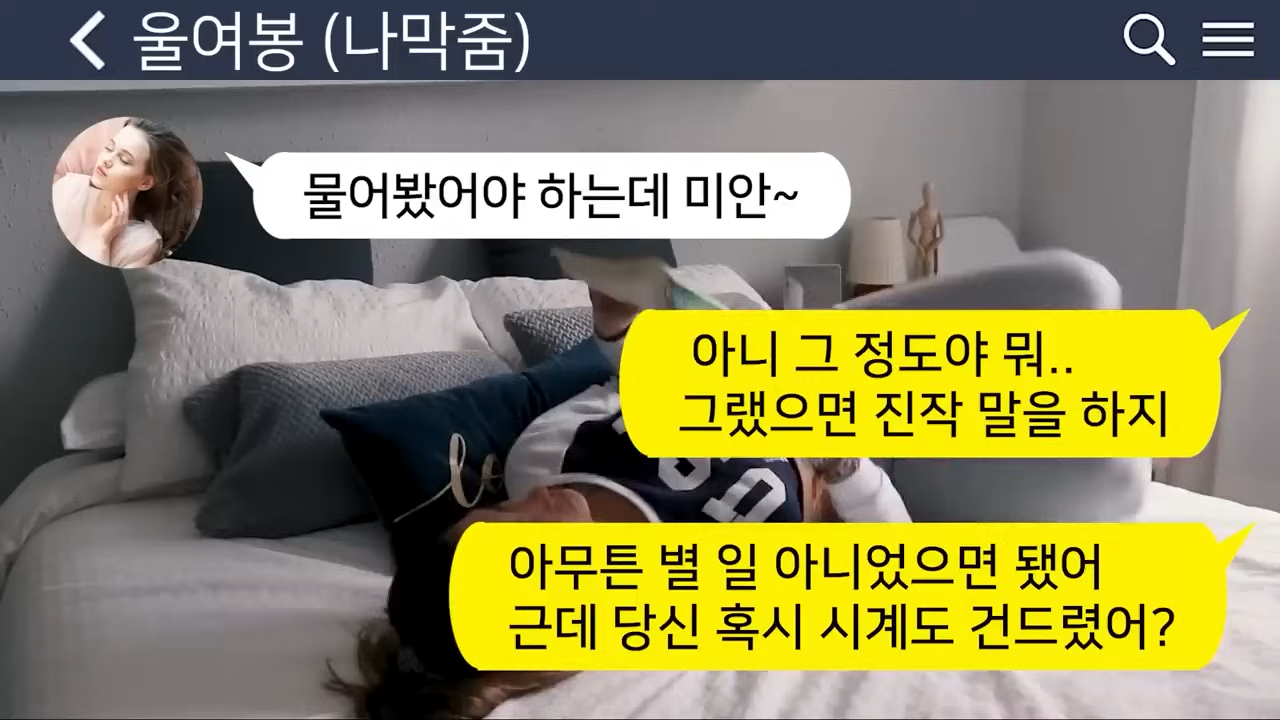 울여봉 (나막줌)
물어봤어야 하는데 미안~
아니 그 정도야 뭐..
그랬으면 진작 말을 하지
아무튼 별 일 아니었으면 됐어
근데 당신 혹시 시계도 건드렸어?